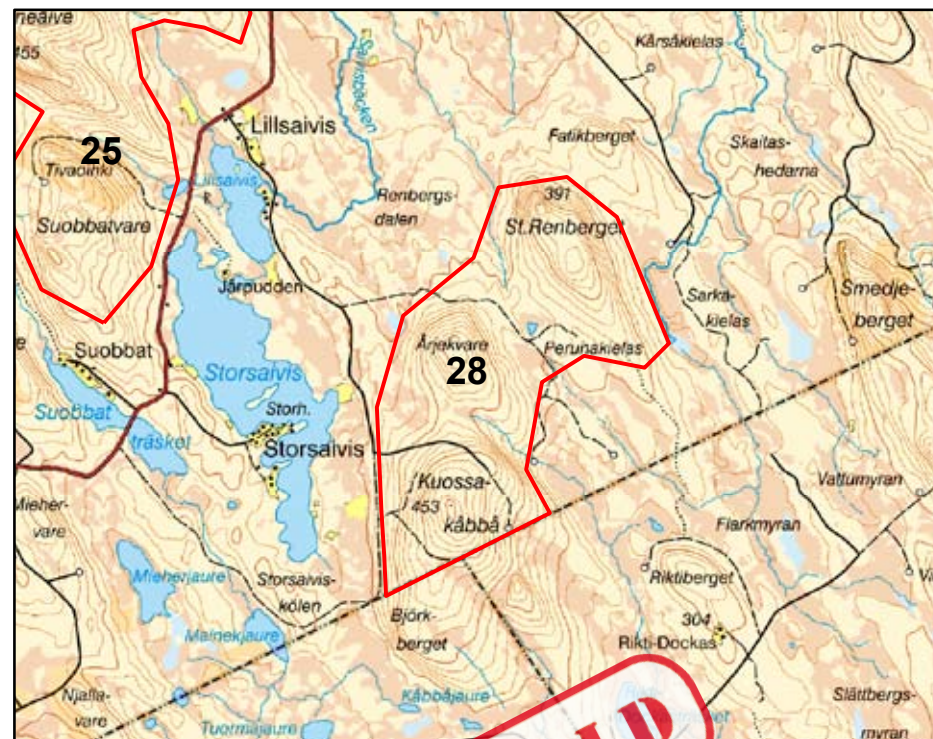 455
Kårsåkielas
Saivisbäcken
Lillsaivis
Fatikberget
25
Skaitas-
hedarna
Lillsaivis
Renbergs-
dalen
391
Suobbatvare
St.Renberget
Järpudden
Sarka-
kielas
Smedje-
berget
Suobbat
Årjekvare
Perunakielas
28
Storsaivis
Suobbat
träsket
Storh.
Storsaivis
Kuossa-
453
kåbbå
Vattumyran
Mieher-
vare
Flarkmyran
Mieherjaure
Storsaivis-
kölen
Riktiberget
Björk-
berget
304
Rikti-Dockas
Mainekjaure
Njalla-
vare
Kåbbåjaure
Slättbergs-
myran
Tuormajaure